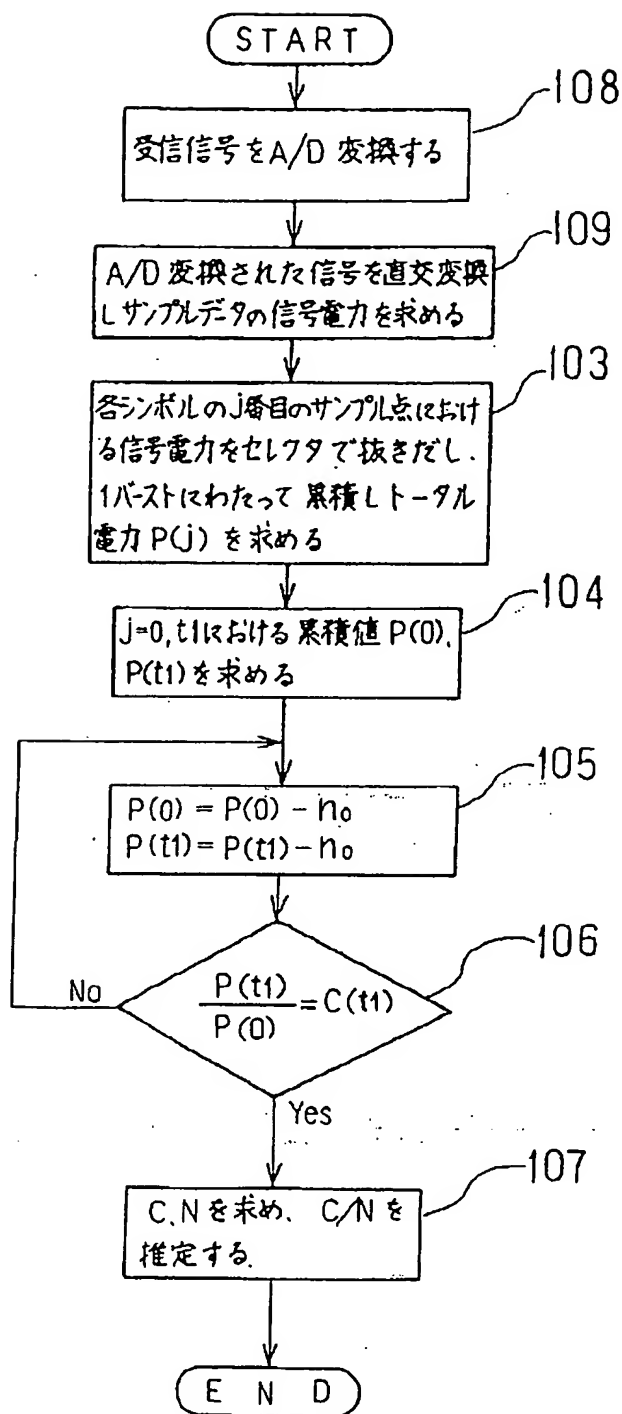 START
108
受信信号をA/D 変換する
109
A/D 変換された信号を直交変換
しサンプルデータの信号電力を求める
103
各シンボルのj番目のサンプル点におけ
る信号電力をセレクタで抜きだし、
1バーストにわたって 累積しトータル
電力 P(j) を求める
104
j=0,t1における 累積値 P(0),
P(t1) を求める
105
P(0) = P(0) - n₀
P(t1) = P(t1) - n₀
106
No
P(t1)
P(0)
= C(t1)
Yes
107
C、Nを求め、 C/Nを
推定する.
END